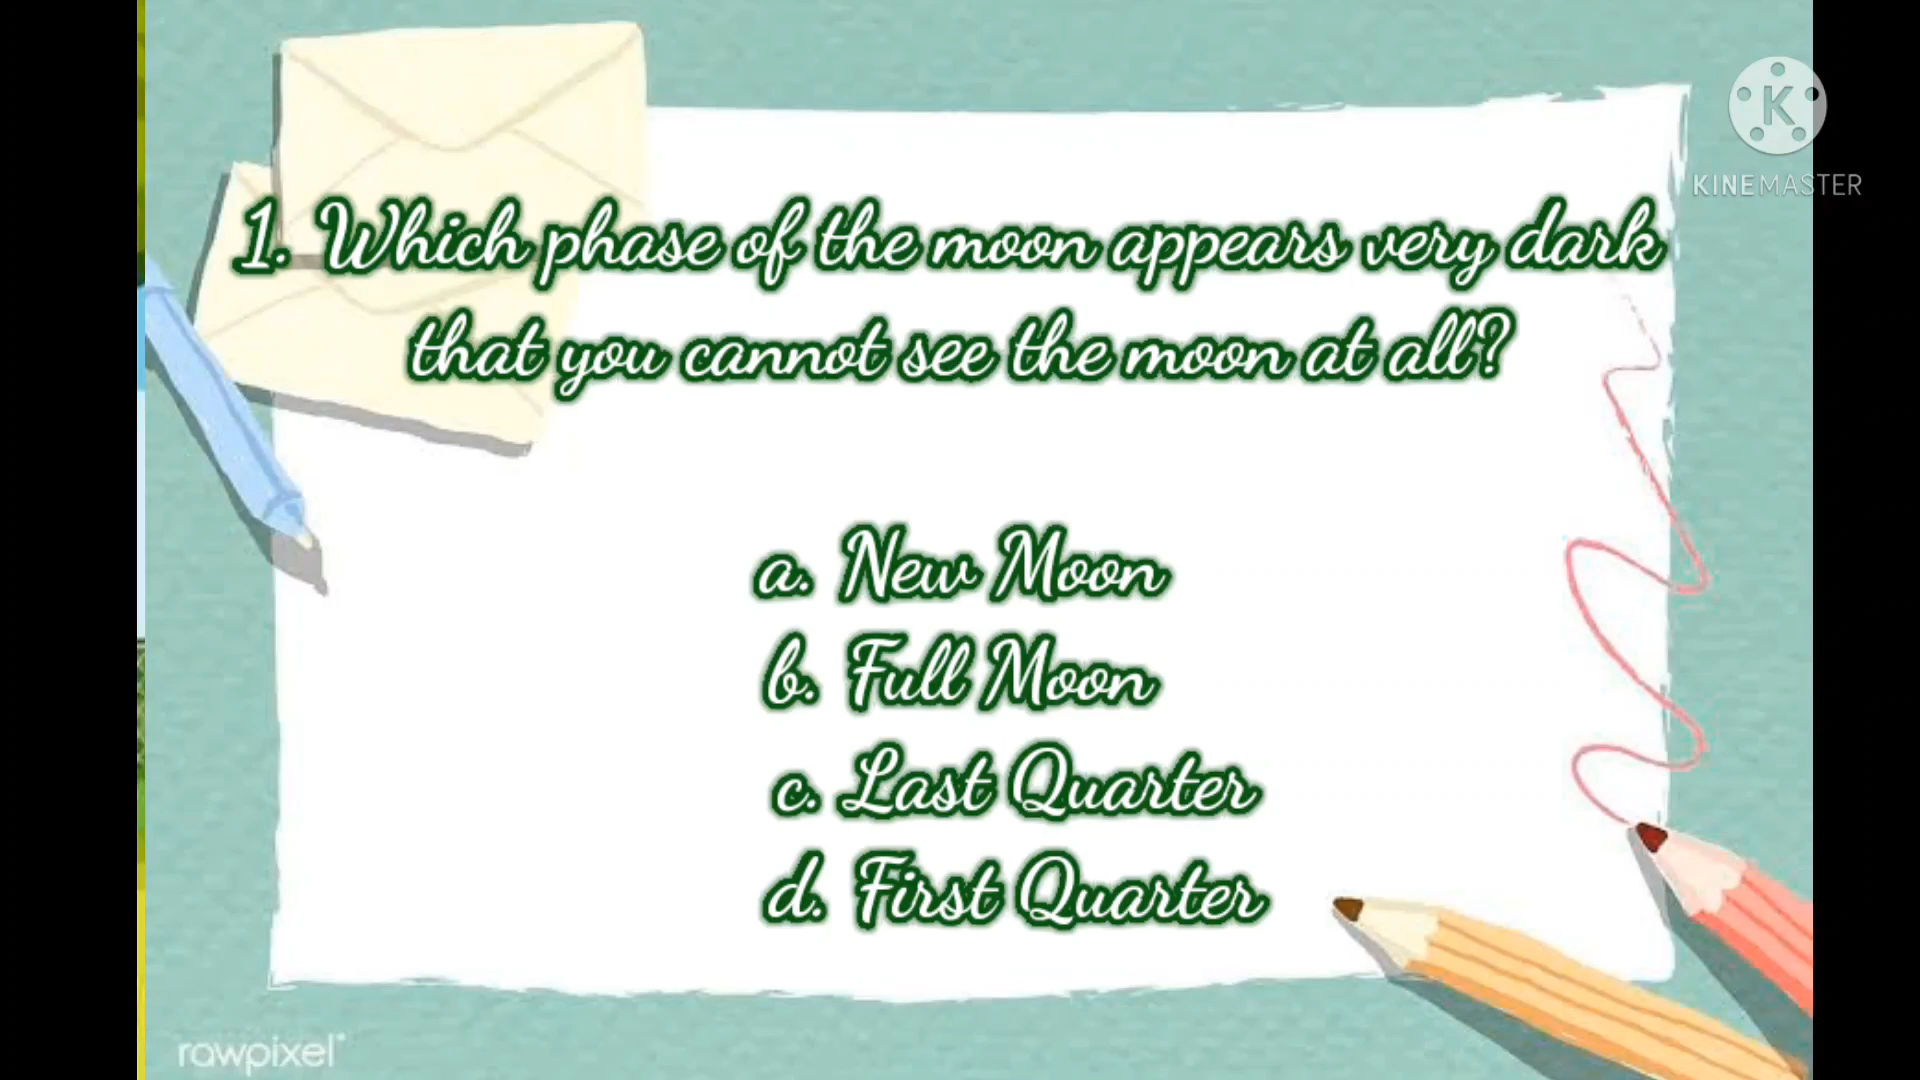 KINEMASTER
1. Which phase of the moon appears very dark
that you cannot see the moon at all?
a. New Moon
b. Full Moon
c. Last Quarter
d. First Quarter
rawpixel